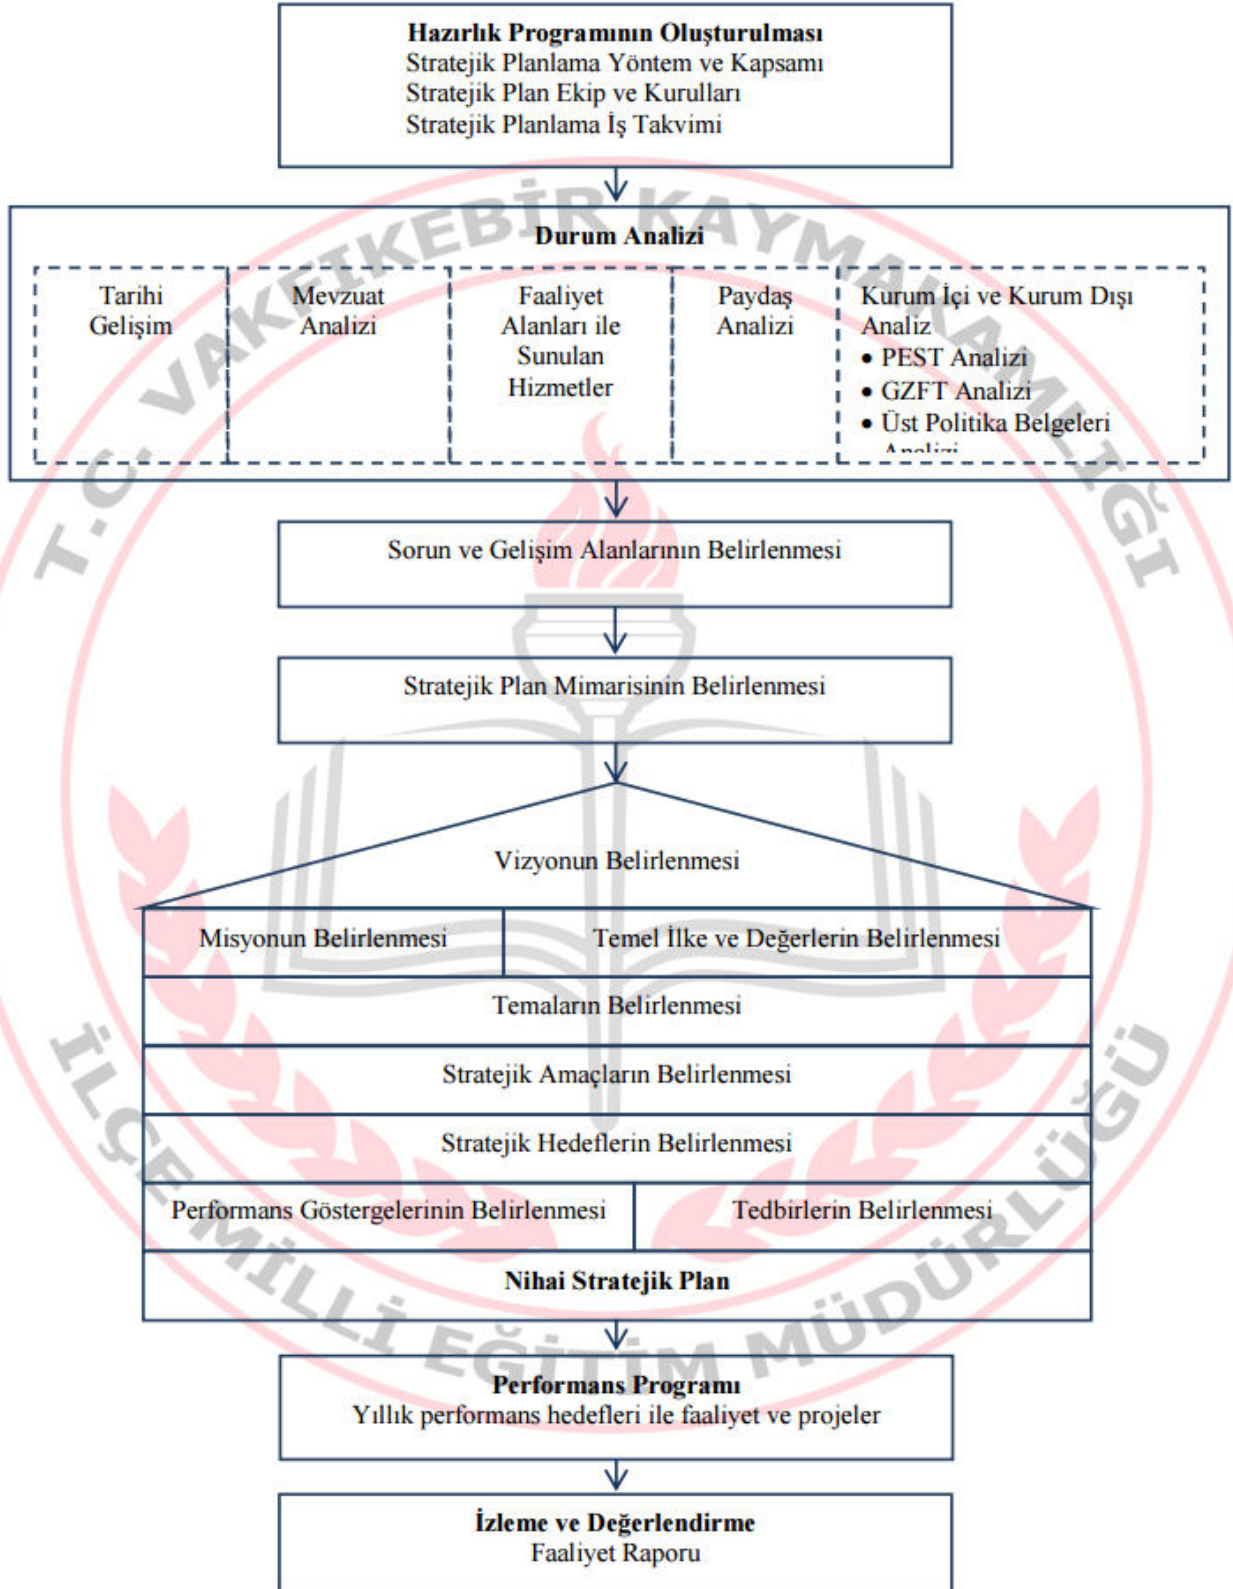 Hazırlık Programının Oluşturulması
Stratejik Planlama Yöntem ve Kapsamı
Stratejik Plan Ekip ve Kurulları
Stratejik Planlama İş Takvimi
Durum Analizi
Tarihi
Gelişim
Mevzuat
Analizi
Faaliyet
Alanları ile
Sunulan
Hizmetler
Paydaş
Analizi
Kurum İçi ve Kurum Dışı
Analiz
• PEST Analizi
• GZFT Analizi
• Üst Politika Belgeleri
Analizi
Sorun ve Gelişim Alanlarının Belirlenmesi
Stratejik Plan Mimarisinin Belirlenmesi
Vizyonun Belirlenmesi
Misyonun Belirlenmesi
Temel İlke ve Değerlerin Belirlenmesi
Temaların Belirlenmesi
Stratejik Amaçların Belirlenmesi
Stratejik Hedeflerin Belirlenmesi
Performans Göstergelerinin Belirlenmesi
Tedbirlerin Belirlenmesi
Nihai Stratejik Plan
Performans Programı
Yıllık performans hedefleri ile faaliyet ve projeler
İzleme ve Değerlendirme
Faaliyet Raporu
T.C. VAKFIKEBİR KAYMAKAMLIĞI
İLÇE MİLLİ EĞİTİM MÜDÜRLÜĞÜ